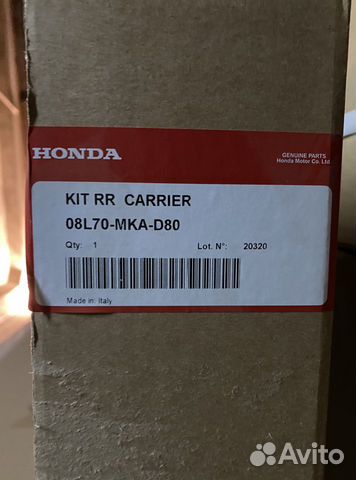 HONDA
GENUINE PARTS
Honda Motor Co. Ltd
KIT RR CARRIER
08L70-MKA-D80
Qty: 1 Lot. N°: 20320
Made in: Italy
Avito